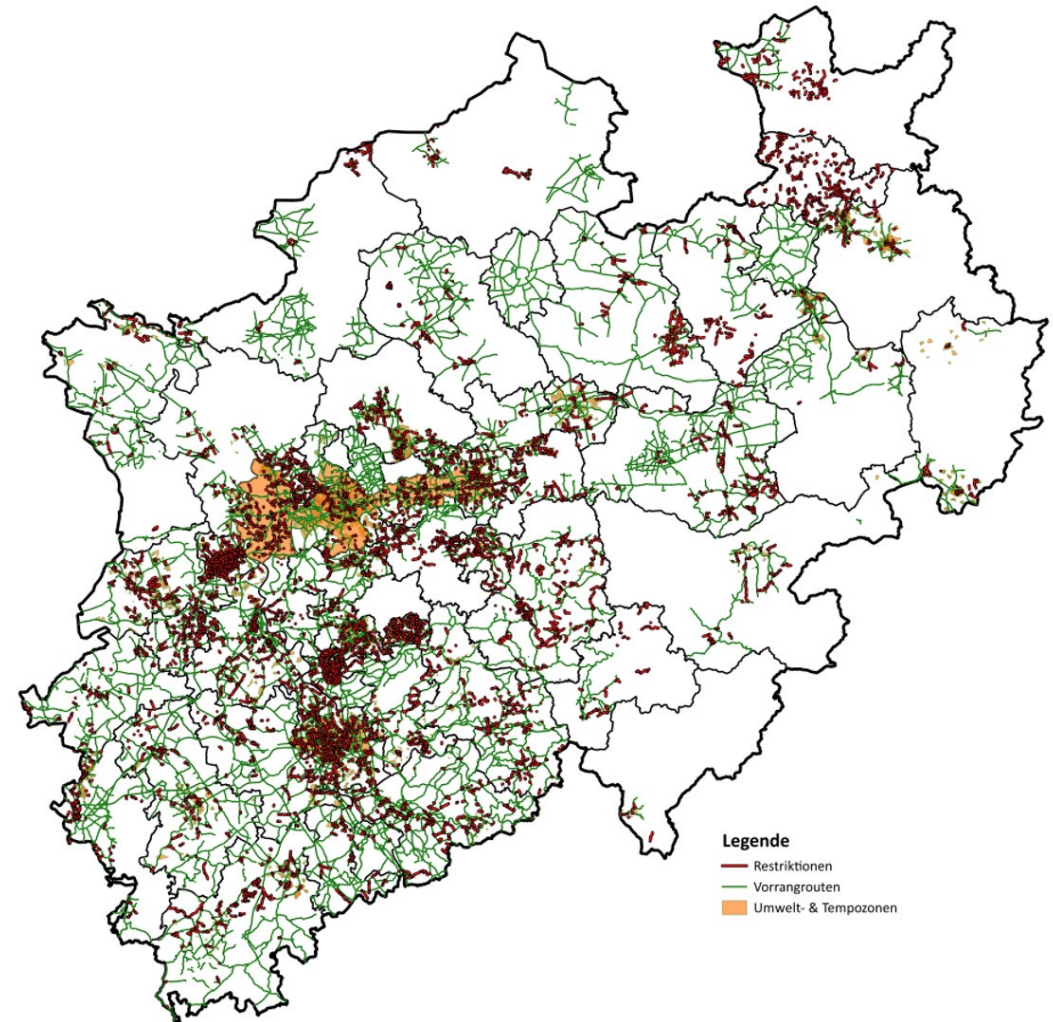 Legende
Restriktionen
Vorrangrouten
Umwelt- & Tempozonen